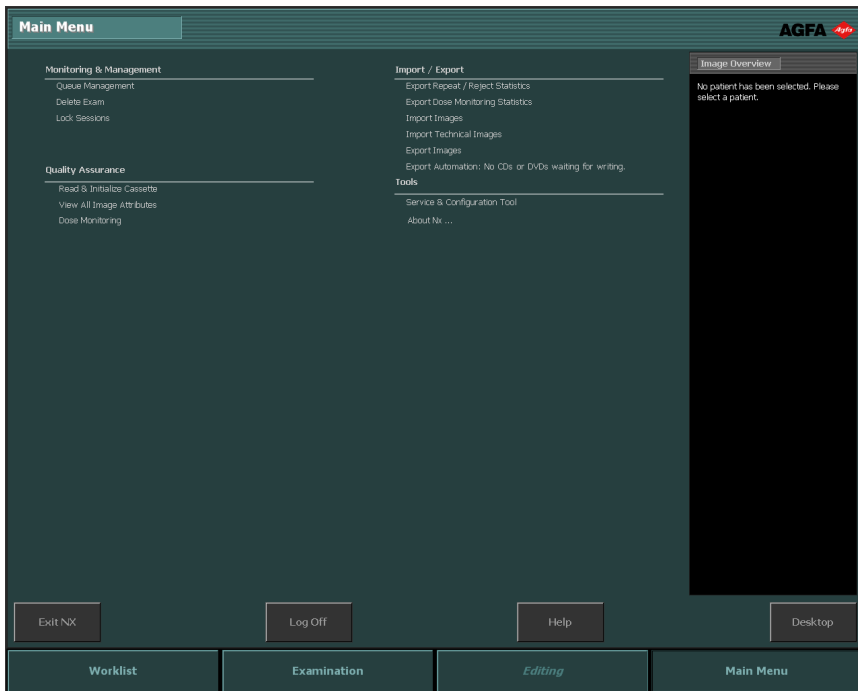 Main Menu
AGFA Agfa
Monitoring & Management
Queue Management
Delete Exam
Lock Sessions
Quality Assurance
Read & Initialize Cassette
View All Image Attributes
Dose Monitoring
Import / Export
Export Repeat / Reject Statistics
Export Dose Monitoring Statistics
Import Images
Import Technical Images
Export Images
Export Automation: No CDs or DVDs waiting for writing.
Tools
Service & Configuration Tool
About Nx ...
Image Overview
No patient has been selected. Please
select a patient.
Exit NX
Log Off
Help
Desktop
Worklist
Examination
Editing
Main Menu